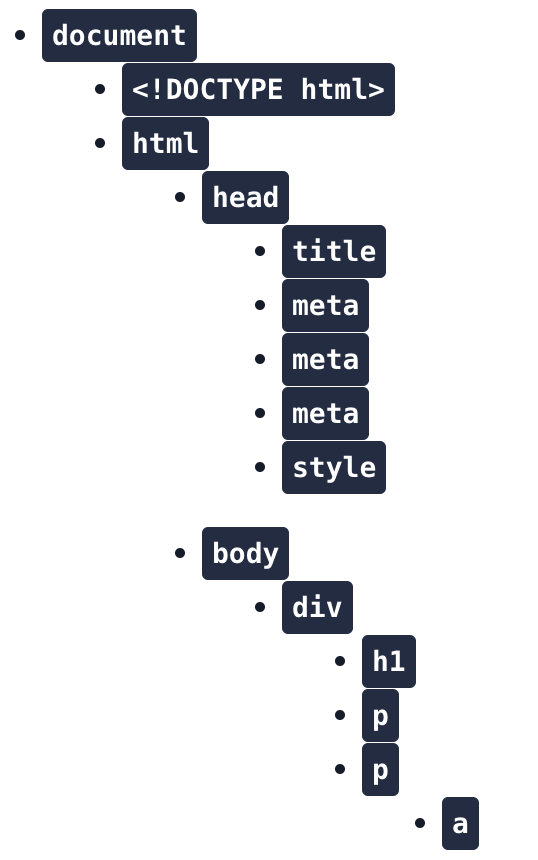 document
<!DOCTYPE html>
html
head
title
meta
meta
meta
style
body
div
h1
p
p
a